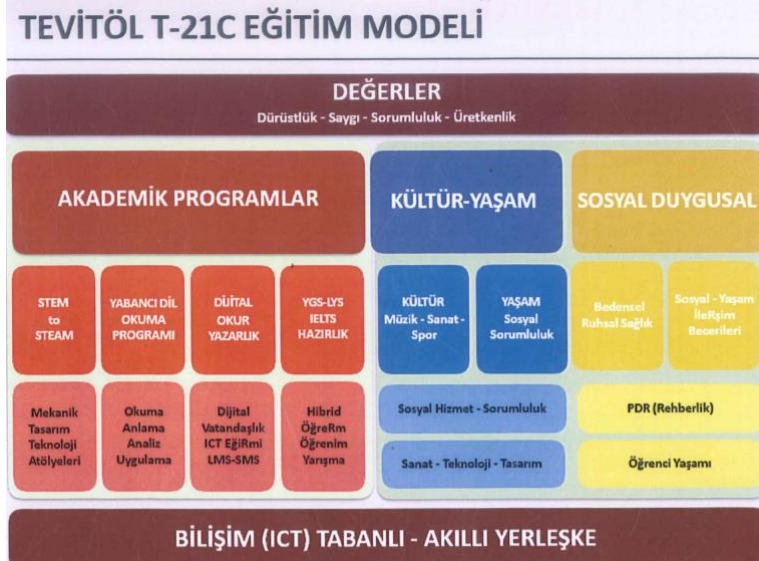 TEVİTÖL T-21C EĞİTİM MODELİ
DEĞERLER
Dürüstlük - Saygı - Sorumluluk - Üretkenlik
AKADEMİK PROGRAMLAR
KÜLTÜR-YAŞAM
SOSYAL DUYGUSAL
STEM
to
STEAM
YABANCI DİL
OKUMA
PROGRAMI
DİJİTAL
OKUR
YAZARLIK
YGS-LYS
IELTS
HAZIRLIK
KÜLTÜR
Müzik - Sanat -
Spor
YAŞAM
Sosyal
Sorumluluk
Bedensel
Ruhsal Sağlık
Sosyal - Yaşam
İleRşim
Becerileri
Mekanik
Tasarım
Teknoloji
Atölyeleri
Okuma
Anlama
Analiz
Uygulama
Dijital
Vatandaşlık
ICT EğiRmi
LMS-SMS
Hibrid
ÖğreRm
Öğrenim
Yarışma
Sosyal Hizmet - Sorumluluk
Sanat - Teknoloji - Tasarım
PDR (Rehberlik)
Öğrenci Yaşamı
BİLİŞİM (ICT) TABANLI - AKILLI YERLEŞKE